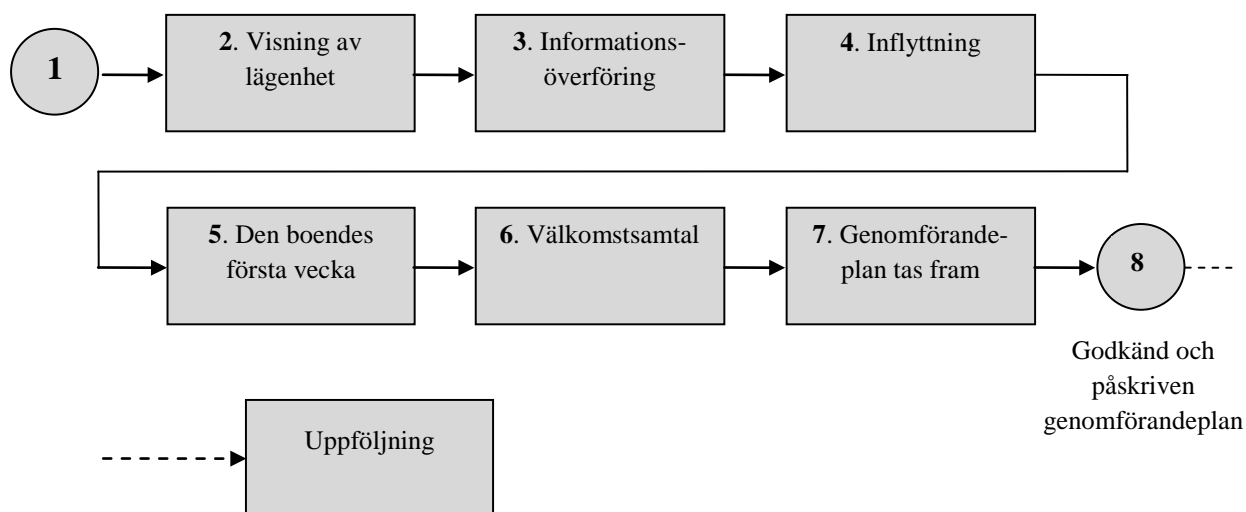 1
2. Visning av
lägenhet
3. Informations-
överföring
4. Inflyttning
5. Den boendes
första vecka
6. Välkomstsamtal
7. Genomförande-
plan tas fram
8
Godkänd och
påskriven
genomförandeplan
Uppföljning